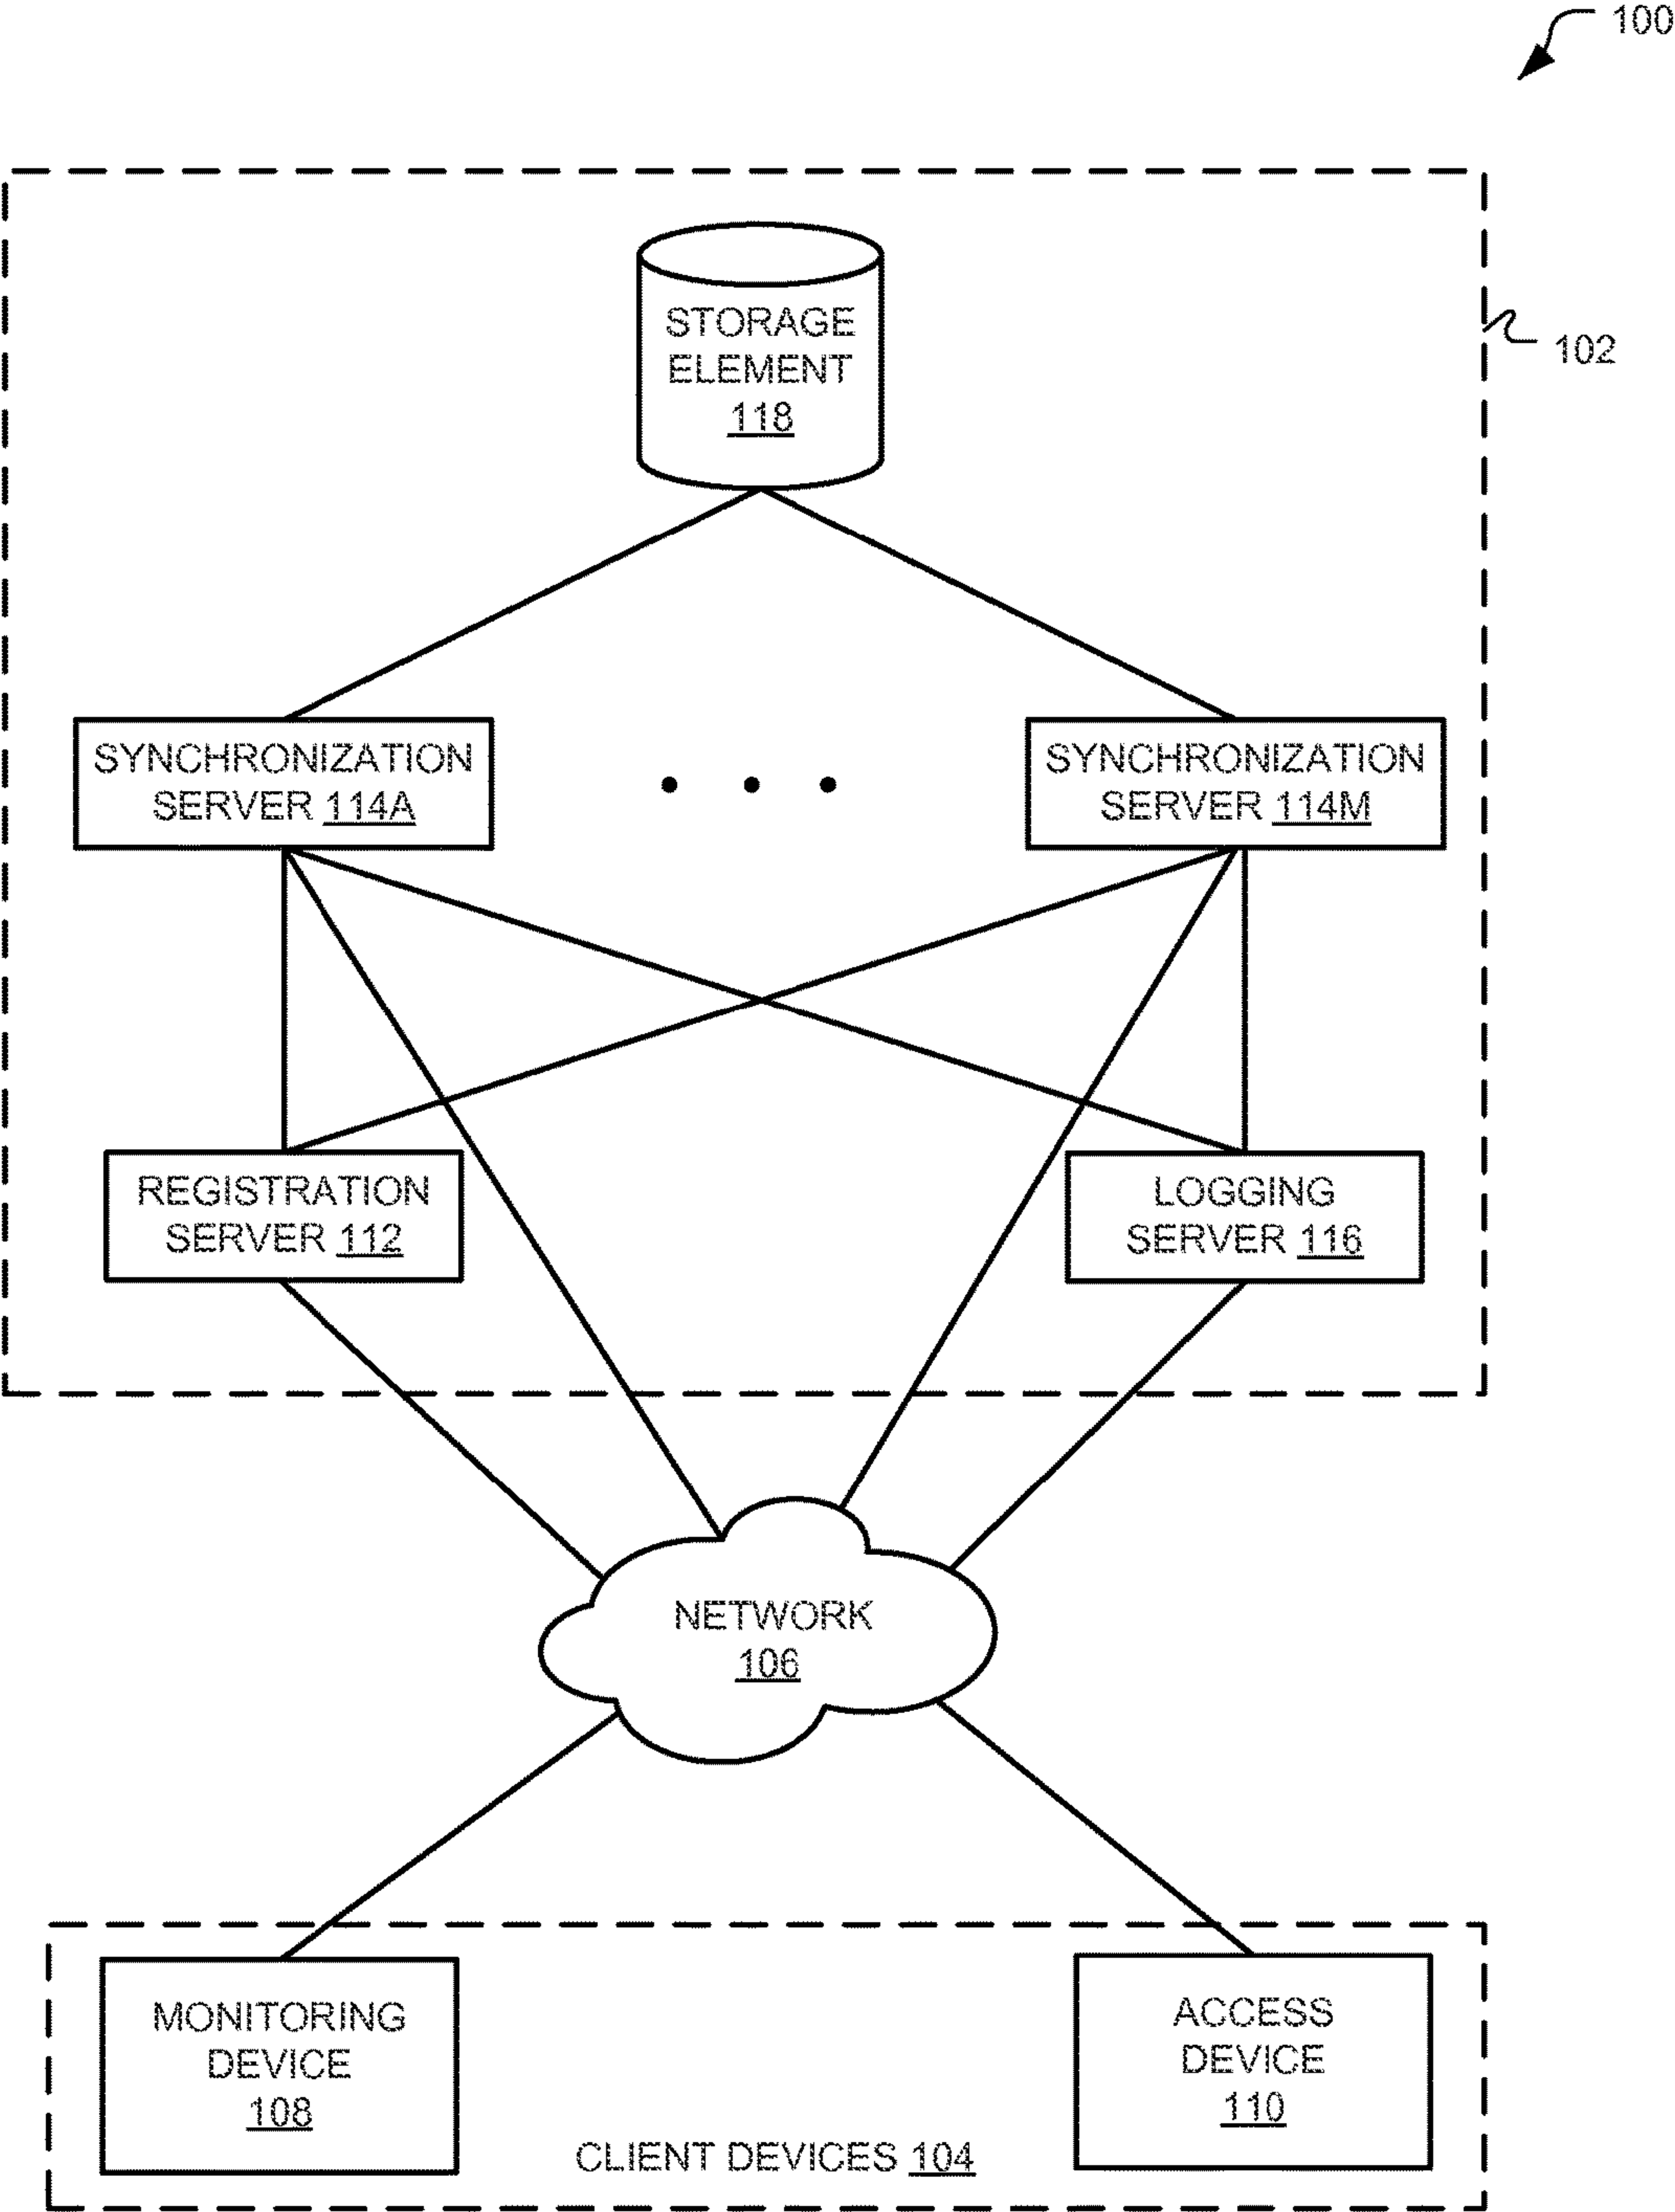 100
STORAGE
ELEMENT
118
102
SYNCHRONIZATION
SERVER 114A
SYNCHRONIZATION
SERVER 114M
REGISTRATION
SERVER 112
LOGGING
SERVER 116
NETWORK
106
MONITORING
DEVICE
108
ACCESS
DEVICE
110
CLIENT DEVICES 104